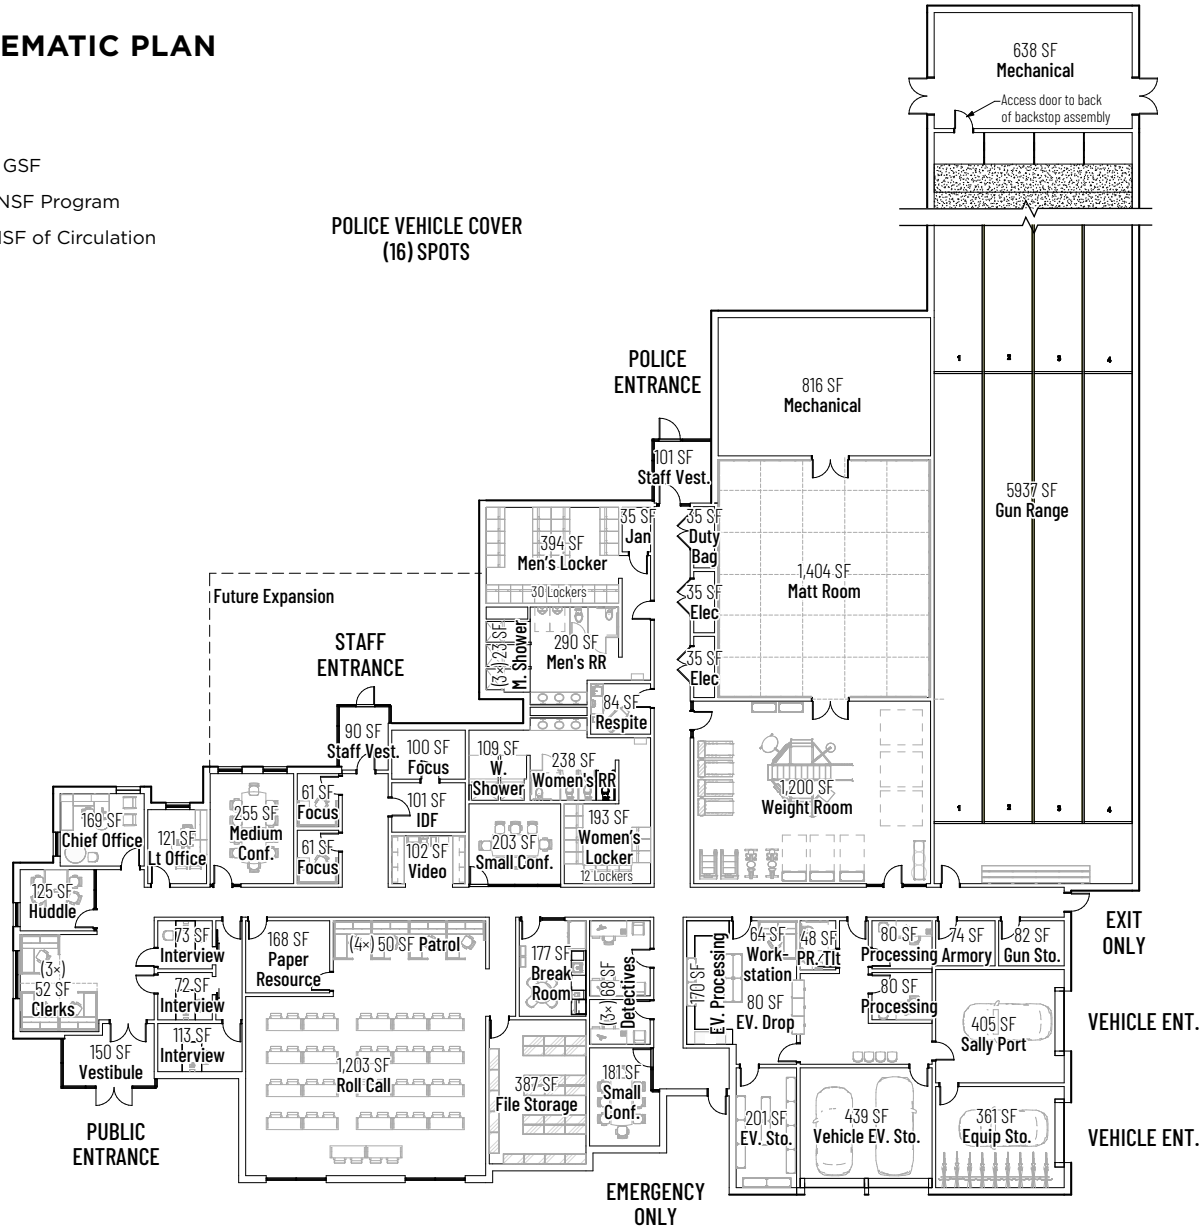 EMATIC PLAN
GSF
NSF Program
SF of Circulation
POLICE VEHICLE COVER
(16) SPOTS
638 SF
Mechanical
Access door to back
of backstop assembly
1 2 3 4
POLICE
ENTRANCE
816 SF
Mechanical
101 SF
Staff Vest.
5937 SF
Gun Range
35 SF
Jan
35 SF
Duty
Bag
394 SF
Men's Locker
30 Lockers
1,404 SF
Matt Room
35 SF
Elec
Future Expansion
STAFF
ENTRANCE
(3×) 23 SF
M. Shower
290 SF
Men's RR
35 SF
Elec
84 SF
Respite
90 SF
Staff Vest.
100 SF
Focus
109 SF
W.
Shower
238 SF
Women's RR
1,200 SF
Weight Room
1 2 3 4
169 SF
Chief Office
121 SF
Lt Office
255 SF
Medium
Conf.
61 SF
Focus
61 SF
Focus
101 SF
IDF
102 SF
Video
203 SF
Small Conf.
193 SF
Women's
Locker
12 Lockers
125 SF
Huddle
EXIT
ONLY
(3×)
52 SF
Clerks
73 SF
Interview
72 SF
Interview
113 SF
Interview
168 SF
Paper
Resource
(4×) 50 SF Patrol
177 SF
Break
Room
(3×) 68 SF
Detectives
170 SF
EV. Processing
64 SF
Work-
station
48 SF
PR. Tlt
80 SF
Processing
74 SF
Armory
82 SF
Gun Sto.
80 SF
EV. Drop
80 SF
Processing
405 SF
Sally Port
VEHICLE ENT.
150 SF
Vestibule
1,203 SF
Roll Call
387 SF
File Storage
181 SF
Small
Conf.
201 SF
EV. Sto.
439 SF
Vehicle EV. Sto.
361 SF
Equip Sto.
VEHICLE ENT.
PUBLIC
ENTRANCE
EMERGENCY
ONLY